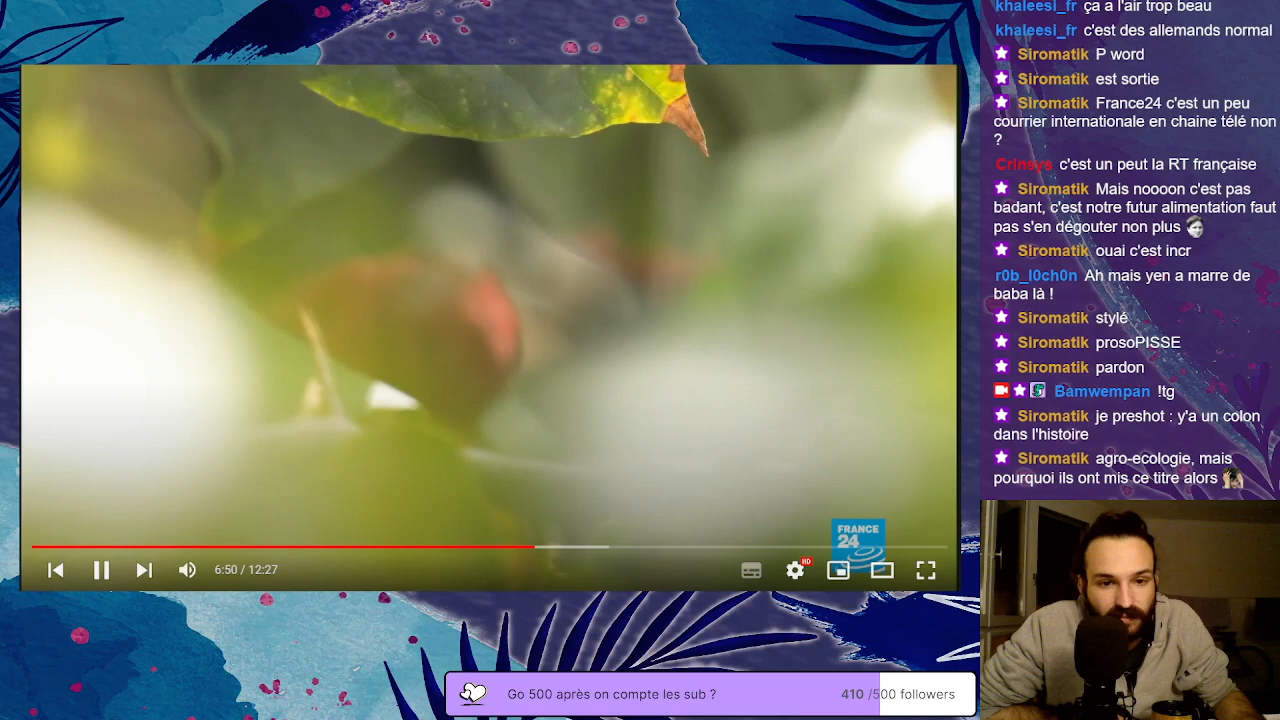 khaleesi_fr ça a l'air trop beau
khaleesi_fr c'est des allemands normal
Siromatik P word
Siromatik est sortie
Siromatik France24 c'est un peu
courrier internationale en chaine télé non
?
Crinsys c'est un peut la RT française
Siromatik Mais noooon c'est pas
badant, c'est notre futur alimentation faut
pas s'en dégouter non plus
Siromatik ouai c'est incr
r0b_l0ch0n Ah mais yen a marre de
baba là !
Siromatik stylé
Siromatik prosoPISSE
Siromatik pardon
Bamwempan !tg
Siromatik je preshot : y'a un colon
dans l'histoire
Siromatik agro-ecologie, mais
pourquoi ils ont mis ce titre alors
FRANCE
24
6:50 / 12:27
HD
Go 500 après on compte les sub ?
410 /500 followers